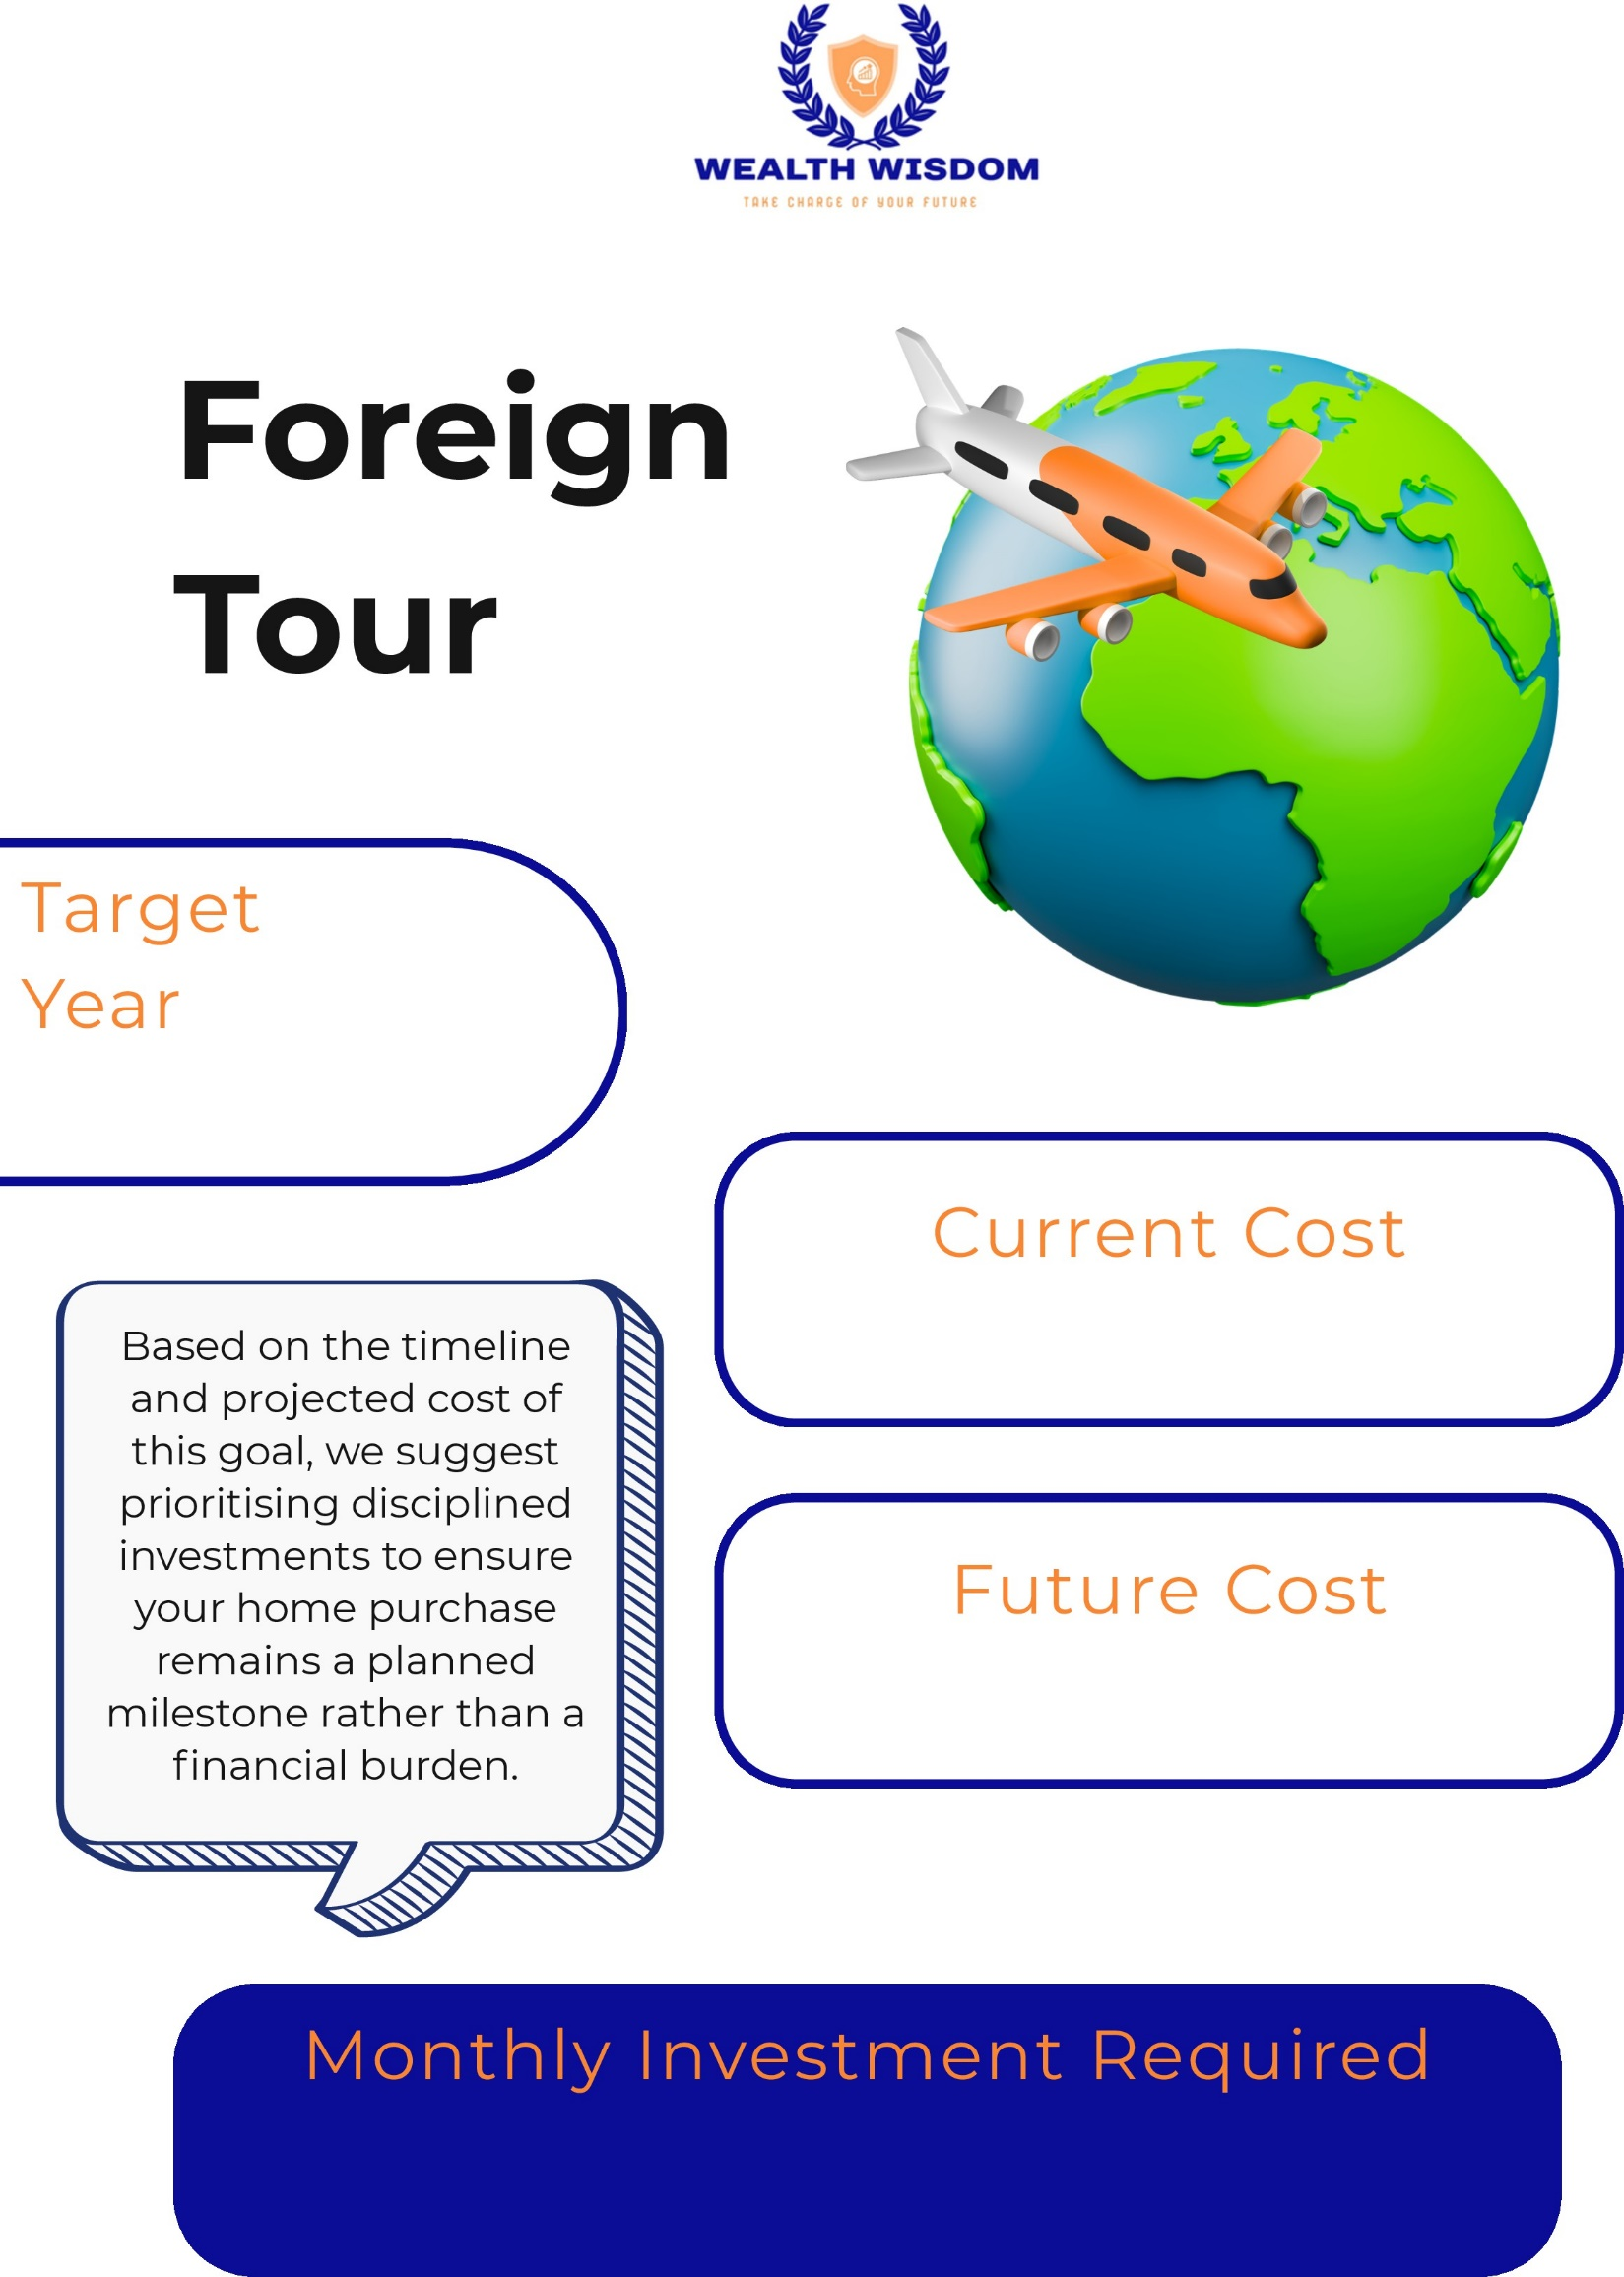 WEALTH WISDOM
TAKE CHARGE OF YOUR FUTURE
Foreign
Tour
Target
Year
Current Cost
Based on the timeline
and projected cost of
this goal, we suggest
prioritising disciplined
investments to ensure
your home purchase
remains a planned
milestone rather than a
financial burden.
Future Cost
Monthly Investment Required